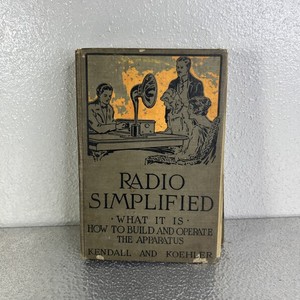 RADIO
SIMPLIFIED
· WHAT IT IS ·
HOW TO BUILD AND OPERATE
THE APPARATUS
KENDALL AND KOEHLER